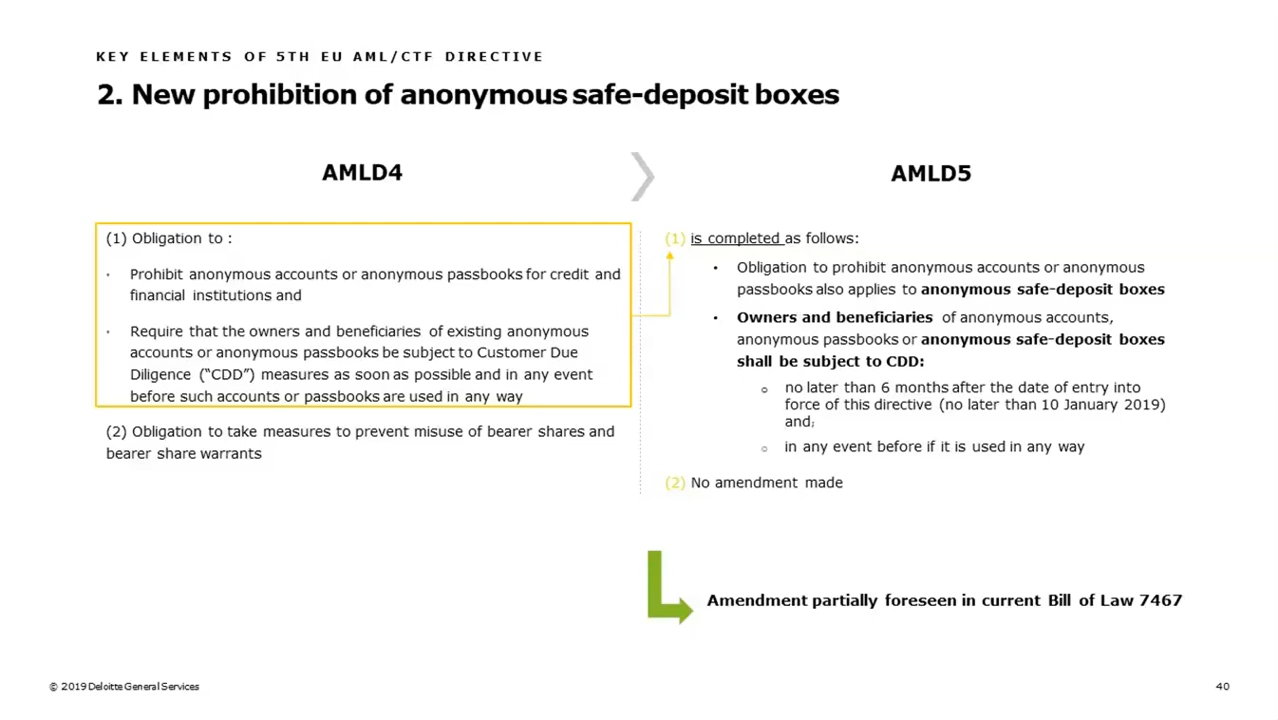 KEY ELEMENTS OF 5TH EU AML/CTF DIRECTIVE
2. New prohibition of anonymous safe-deposit boxes
AMLD4
(1) Obligation to :
· Prohibit anonymous accounts or anonymous passbooks for credit and
financial institutions and
· Require that the owners and beneficiaries of existing anonymous
accounts or anonymous passbooks be subject to Customer Due
Diligence (“CDD”) measures as soon as possible and in any event
before such accounts or passbooks are used in any way
(2) Obligation to take measures to prevent misuse of bearer shares and
bearer share warrants
AMLD5
(1) is completed as follows:
• Obligation to prohibit anonymous accounts or anonymous
passbooks also applies to anonymous safe-deposit boxes
• Owners and beneficiaries of anonymous accounts,
anonymous passbooks or anonymous safe-deposit boxes
shall be subject to CDD:
o no later than 6 months after the date of entry into
force of this directive (no later than 10 January 2019)
and;
o in any event before if it is used in any way
(2) No amendment made
Amendment partially foreseen in current Bill of Law 7467
© 2019 Deloitte General Services
40